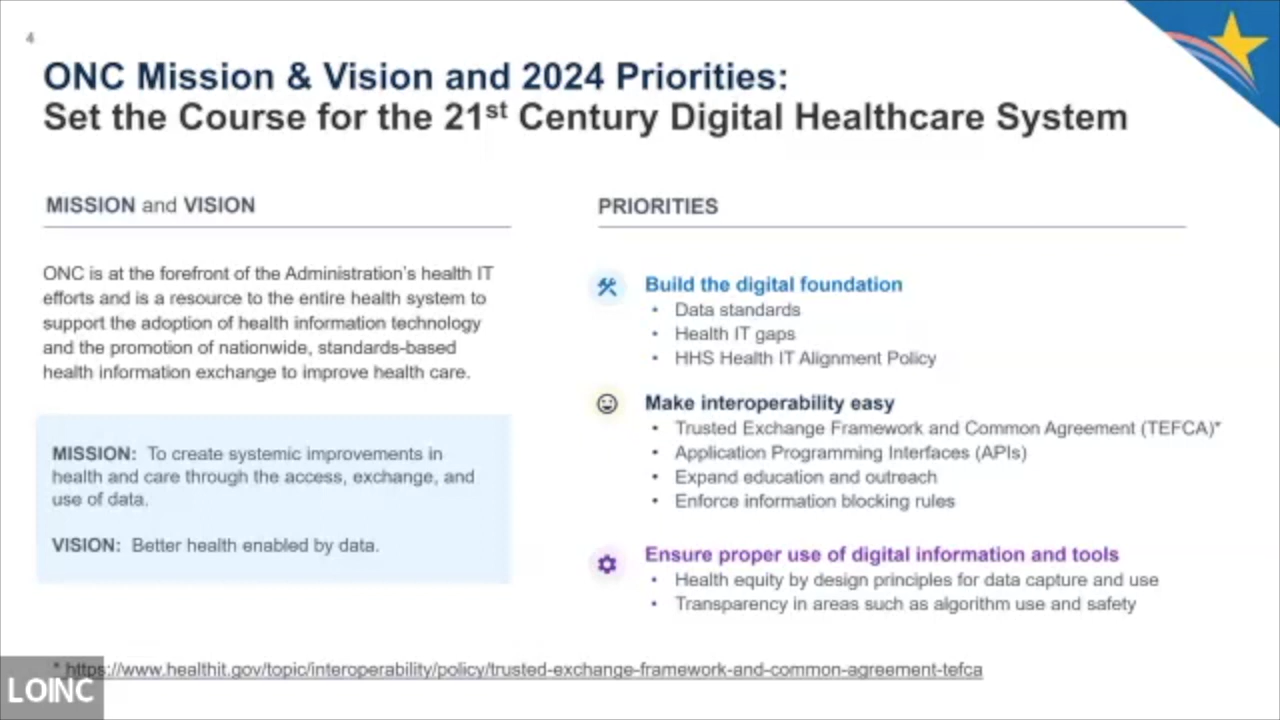 4
ONC Mission & Vision and 2024 Priorities:
Set the Course for the 21st Century Digital Healthcare System
MISSION and VISION
ONC is at the forefront of the Administration's health IT
efforts and is a resource to the entire health system to
support the adoption of health information technology
and the promotion of nationwide, standards-based
health information exchange to improve health care.
MISSION: To create systemic improvements in
health and care through the access, exchange, and
use of data.
VISION: Better health enabled by data.
PRIORITIES
Build the digital foundation
• Data standards
• Health IT gaps
• HHS Health IT Alignment Policy
Make interoperability easy
• Trusted Exchange Framework and Common Agreement (TEFCA)*
• Application Programming Interfaces (APIs)
• Expand education and outreach
• Enforce information blocking rules
Ensure proper use of digital information and tools
• Health equity by design principles for data capture and use
• Transparency in areas such as algorithm use and safety
* https://www.healthit.gov/topic/interoperability/policy/trusted-exchange-framework-and-common-agreement-tefca
LOINC